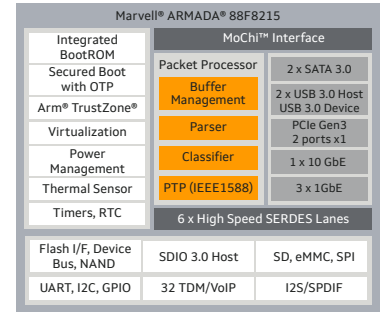 Marvell® ARMADA® 88F8215
Integrated
BootROM
Secured Boot
with OTP
Arm® TrustZone®
Virtualization
Power
Management
Thermal Sensor
Timers, RTC
MoChi™ Interface
Packet Processor
Buffer
Management
Parser
Classifier
PTP (IEEE1588)
2 x SATA 3.0
2 x USB 3.0 Host
USB 3.0 Device
PCIe Gen3
2 ports x1
1 x 10 GbE
3 x 1GbE
6 x High Speed SERDES Lanes
Flash I/F, Device
Bus, NAND
SDIO 3.0 Host
SD, eMMC, SPI
UART, I2C, GPIO
32 TDM/VoIP
I2S/SPDIF